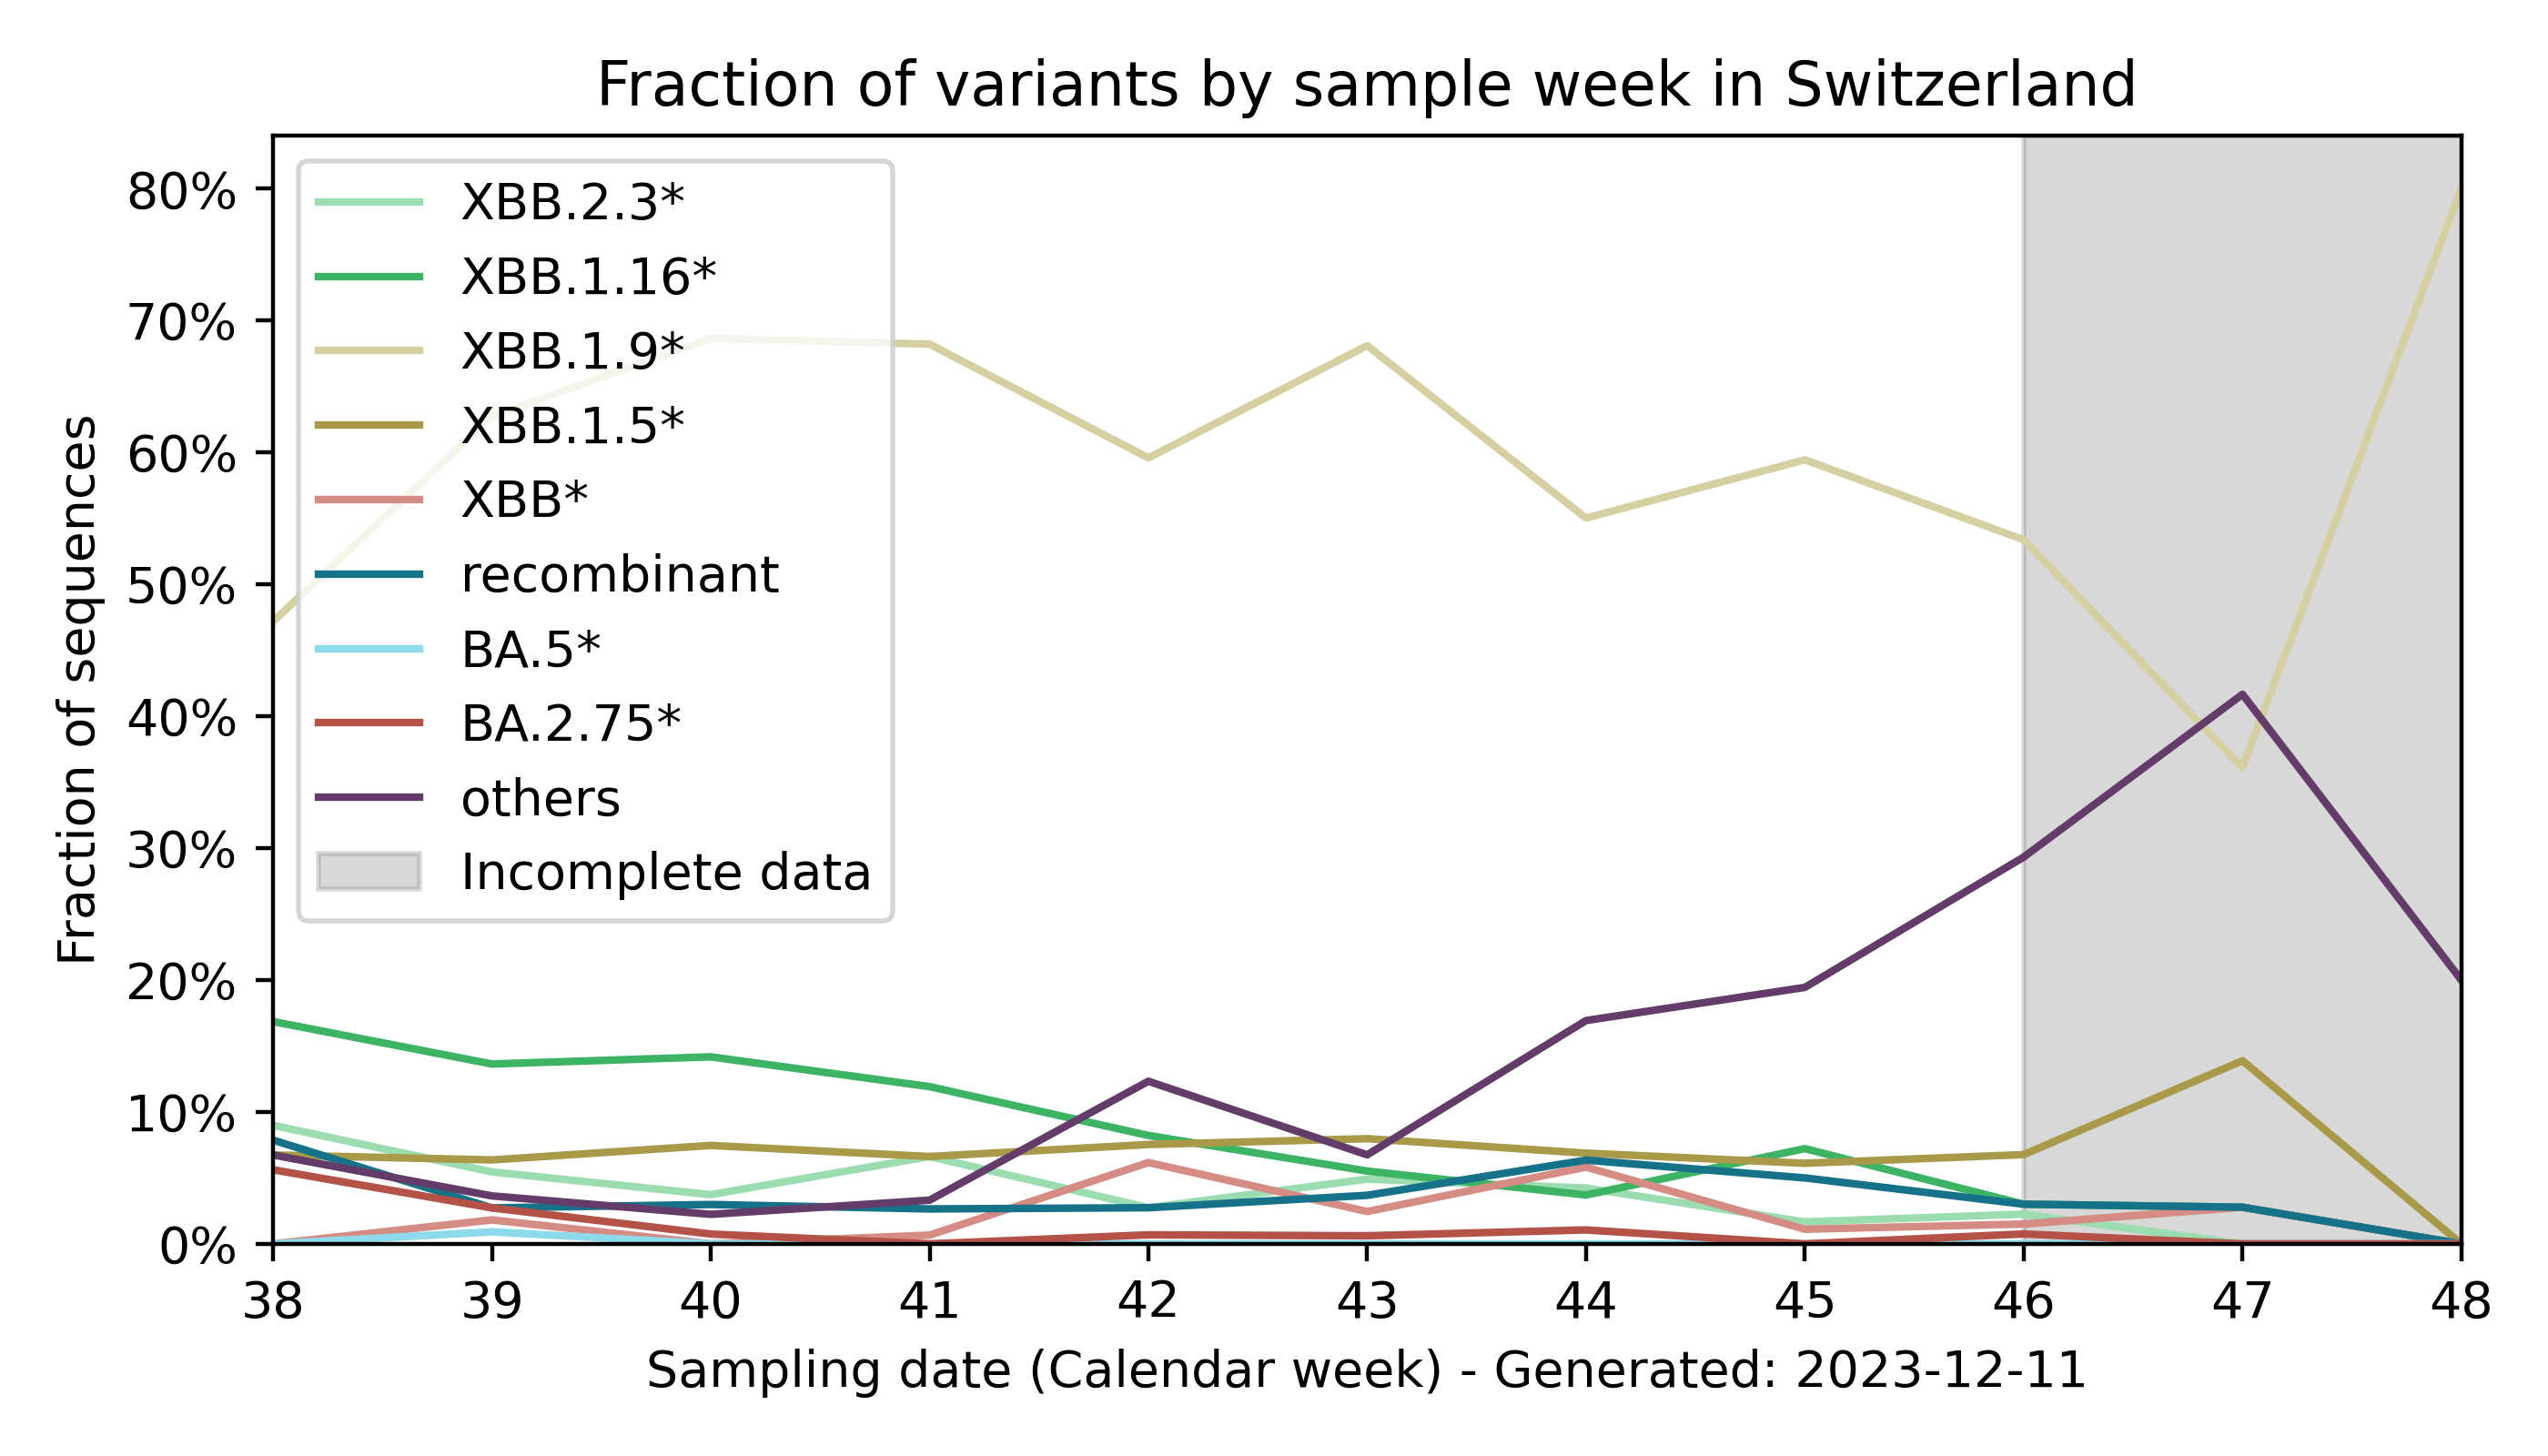 Fraction of variants by sample week in Switzerland
Fraction of sequences
80%
70%
60%
50%
40%
30%
20%
10%
0%
XBB.2.3*
XBB.1.16*
XBB.1.9*
XBB.1.5*
XBB*
recombinant
BA.5*
BA.2.75*
others
Incomplete data
38 39 40 41 42 43 44 45 46 47 48
Sampling date (Calendar week) - Generated: 2023-12-11